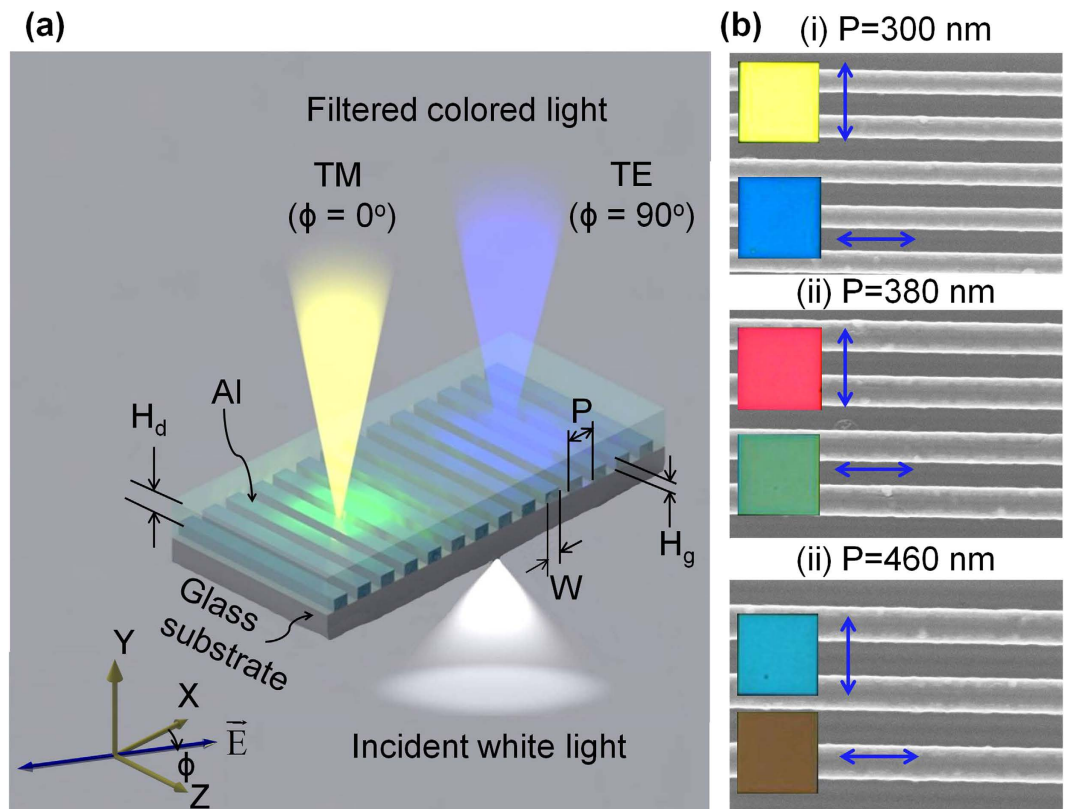 (a)
Filtered colored light
TM
(ϕ = 0°)
TE
(ϕ = 90°)
Al
H_d
P
H_g
W
Glass
substrate
Y
X
E⃗
ϕ
Z
Incident white light
(b)
(i) P=300 nm
(ii) P=380 nm
(ii) P=460 nm